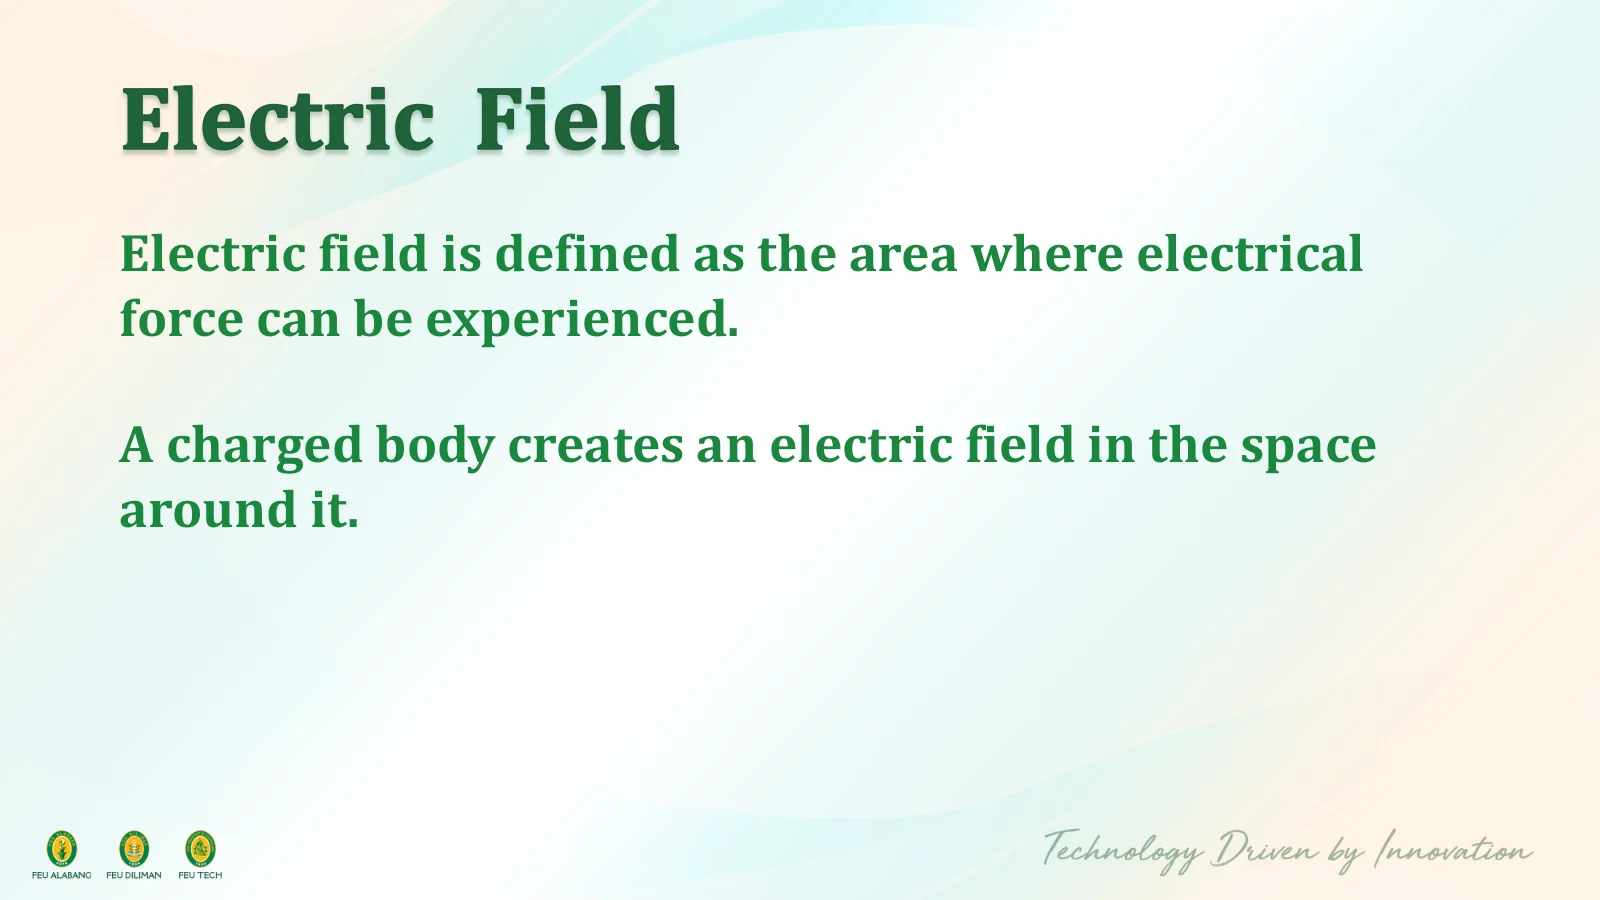 Electric Field
Electric field is defined as the area where electrical
force can be experienced.
A charged body creates an electric field in the space
around it.
FEU ALABANG FEU DILIMAN FEU TECH
Technology Driven by Innovation